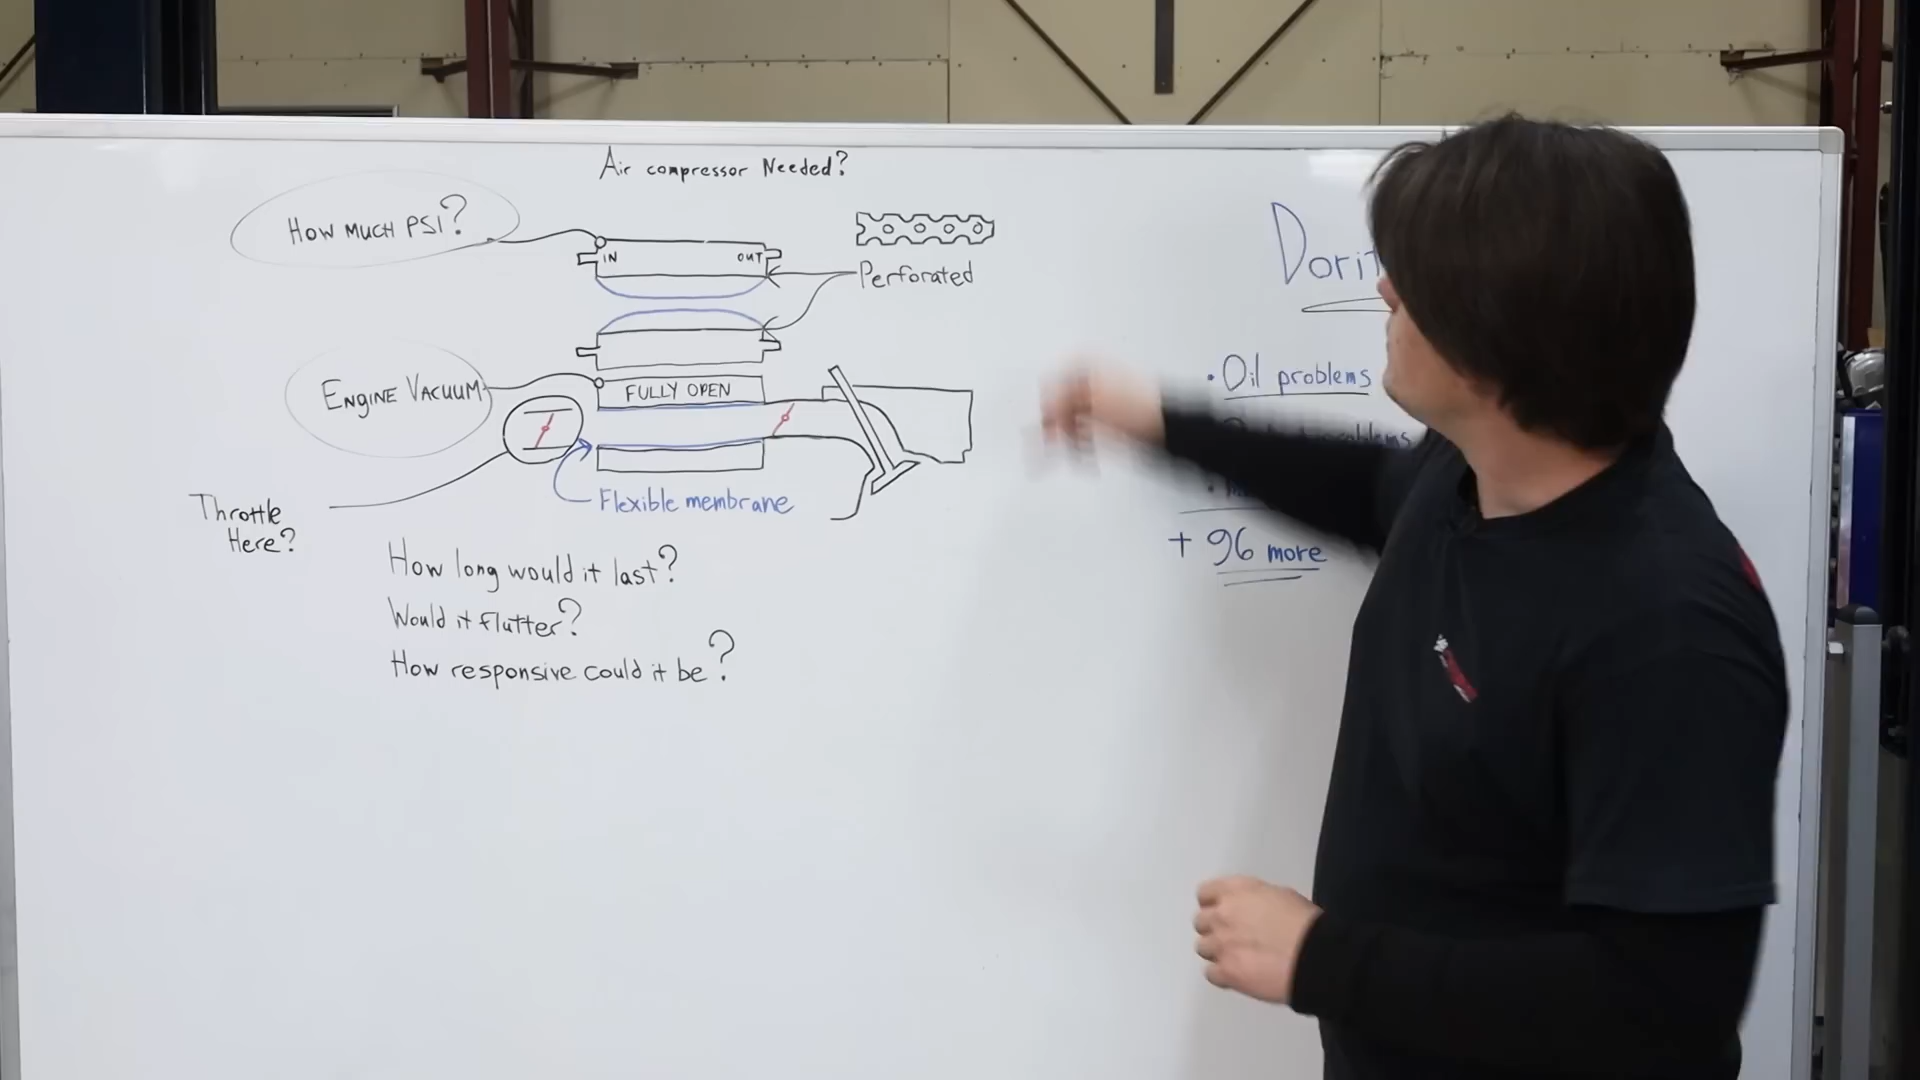 Air compressor Needed?
How MUCH PSI?
IN OUT
Perforated
ENGINE VACUUM
FULLY OPEN
Flexible membrane
Throttle
Here?
How long would it last?
Would it flutter?
How responsive could it be?
• Oil problems
+ 96 more